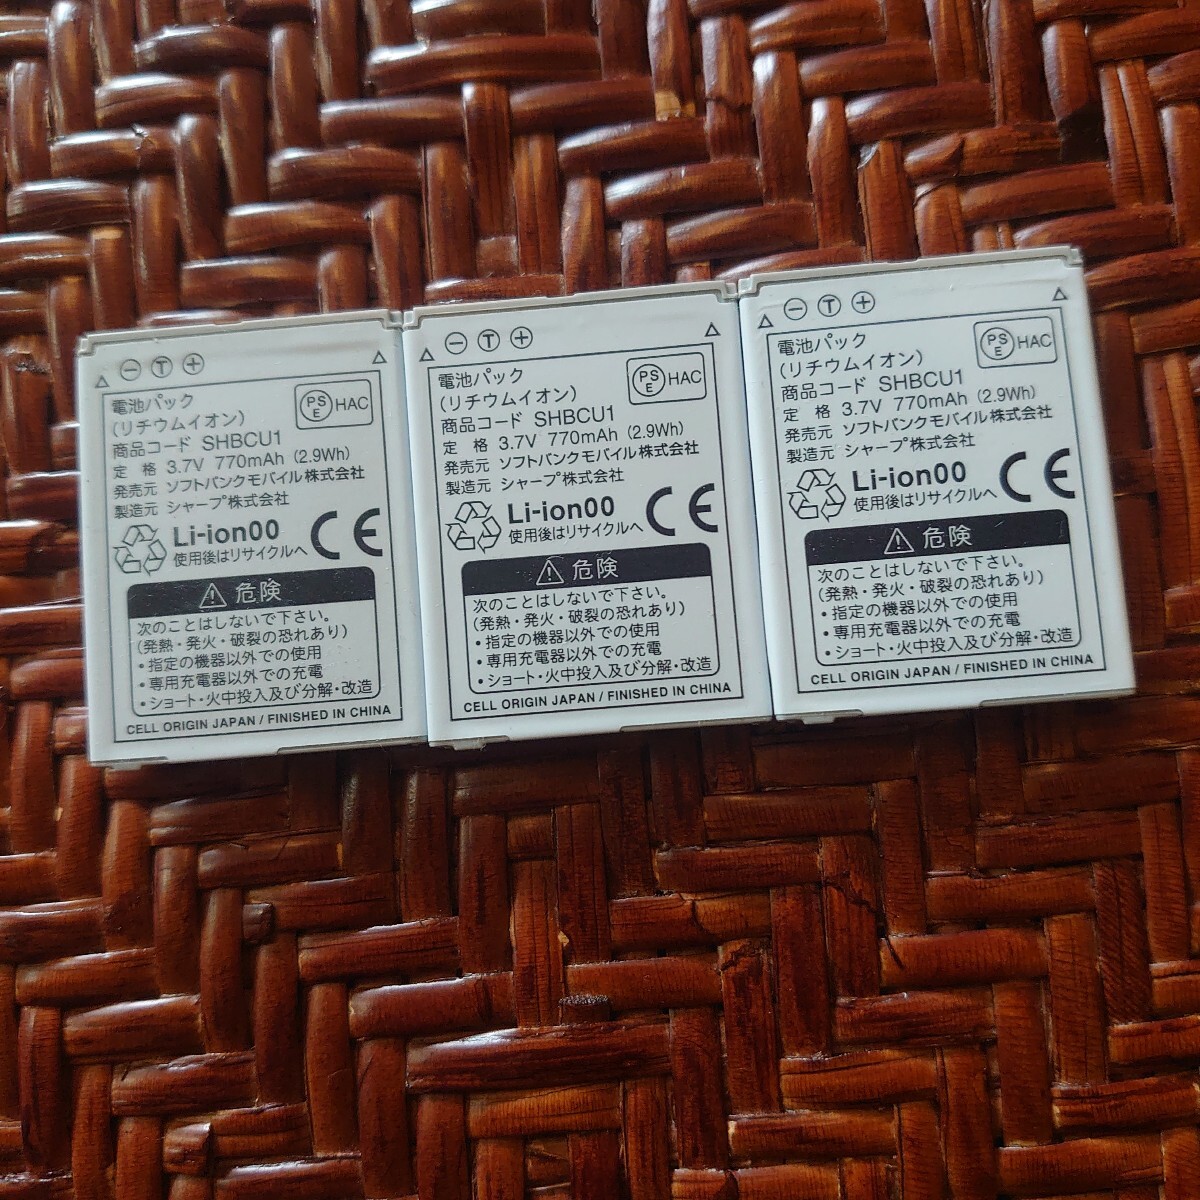 ⊖ Ⓣ ⊕
電池パック
(リチウムイオン)
PSE HAC
商品コード SHBCU1
定 格 3.7V 770mAh (2.9Wh)
発売元 ソフトバンクモバイル株式会社
製造元 シャープ株式会社
Li-ion00
使用後はリサイクルへ
CE
⚠ 危険
次のことはしないで下さい。
(発熱・発火・破裂の恐れあり)
・指定の機器以外での使用
・専用充電器以外での充電
・ショート・火中投入及び分解・改造
CELL ORIGIN JAPAN / FINISHED IN CHINA
⊖ Ⓣ ⊕
電池パック
(リチウムイオン)
PSE HAC
商品コード SHBCU1
定 格 3.7V 770mAh (2.9Wh)
発売元 ソフトバンクモバイル株式会社
製造元 シャープ株式会社
Li-ion00
使用後はリサイクルへ
CE
⚠ 危険
次のことはしないで下さい。
(発熱・発火・破裂の恐れあり)
・指定の機器以外での使用
・専用充電器以外での充電
・ショート・火中投入及び分解・改造
CELL ORIGIN JAPAN / FINISHED IN CHINA
⊖ Ⓣ ⊕
電池パック
(リチウムイオン)
PSE HAC
商品コード SHBCU1
定 格 3.7V 770mAh (2.9Wh)
発売元 ソフトバンクモバイル株式会社
製造元 シャープ株式会社
Li-ion00
使用後はリサイクルへ
CE
⚠ 危険
次のことはしないで下さい。
(発熱・発火・破裂の恐れあり)
・指定の機器以外での使用
・専用充電器以外での充電
・ショート・火中投入及び分解・改造
CELL ORIGIN JAPAN / FINISHED IN CHINA